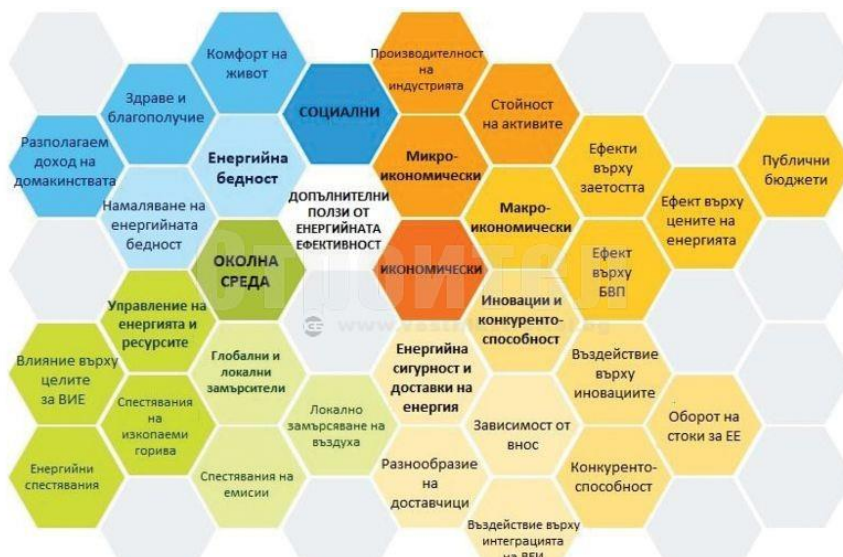 Комфорт на
живот
Производителност
на
индустрията
Здраве и
благополучие
СОЦИАЛНИ
Стойност
на активите
Разполагаем
доход на
домакинствата
Енергийна
бедност
Микро-
икономически
Ефекти
върху
заетостта
Публични
бюджети
Намаляване на
енергийната
бедност
ДОПЪЛНИТЕЛНИ
ПОЛЗИ ОТ
ЕНЕРГИЙНАТА
ЕФЕКТИВНОСТ
Макро-
икономически
Ефект върху
цените на
енергията
ОКОЛНА
СРЕДА
ИКОНОМИЧЕСКИ
Ефект
върху
БВП
Строител
Управление на
енергията и
ресурсите
Иновации и
конкуренто-
способност
Влияние върху
целите
за ВИЕ
Глобални и
локални
замърсители
Енергийна
сигурност и
доставки на
енергия
Въздействие
върху
иновациите
Спестявания
на
изкопаеми
горива
Локално
замърсяване на
въздуха
Зависимост от
внос
Оборот на
стоки за ЕЕ
Енергийни
спестявания
Спестявания на
емисии
Разнообразие
на
доставчици
Конкуренто-
способност
Въздействие върху
интеграцията
на ВЕИ